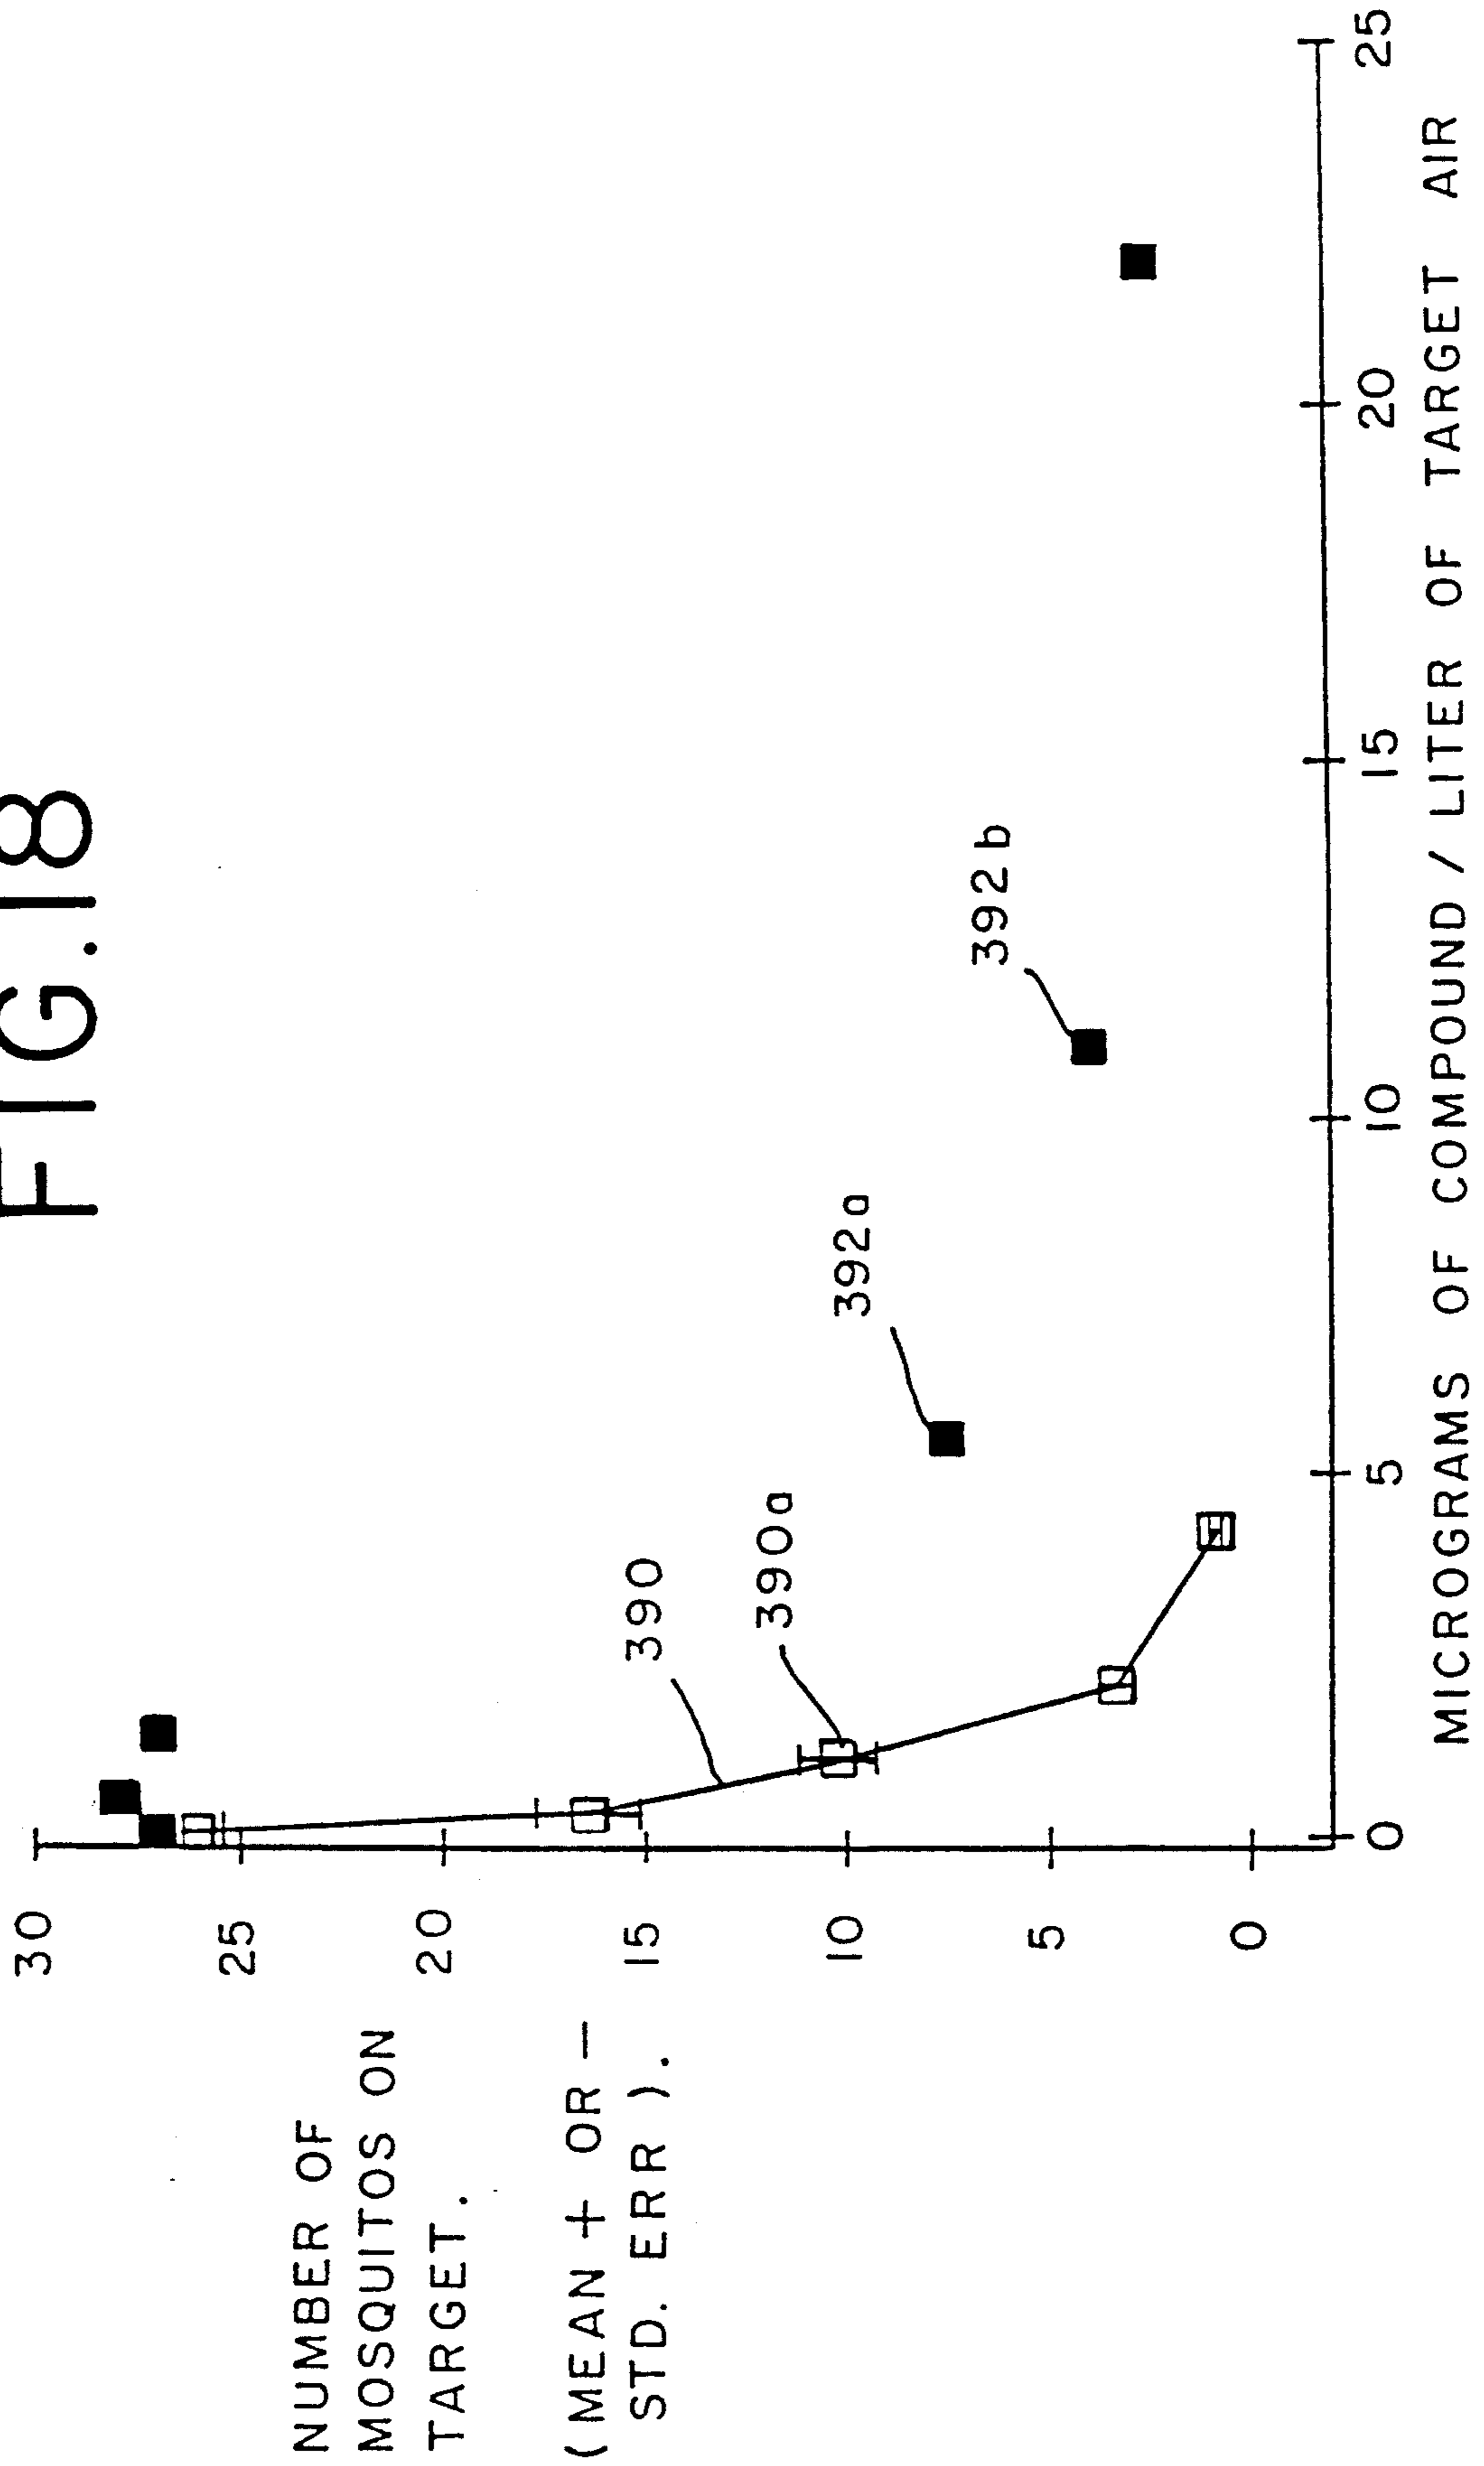 FIG.18
NUMBER OF
MOSQUITOS ON
TARGET.
(MEAN + OR -
STD. ERR ).
30
25
20
15
10
5
0
390
390a
392a
392b
0 5 10 15 20 25
MICROGRAMS OF COMPOUND / LITER OF TARGET AIR